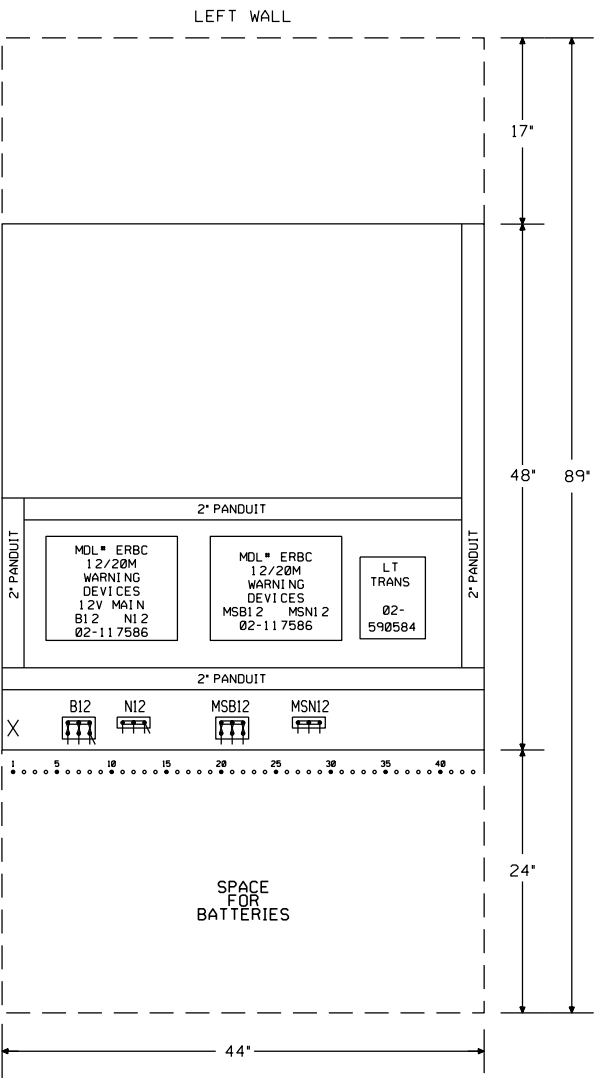 LEFT WALL
17"
48"
89"
2" PANDUIT
2" PANDUIT
2" PANDUIT
MDL# ERBC
12/20M
WARNING
DEVICES
12V MAIN
B12 N12
02-117586
MDL# ERBC
12/20M
WARNING
DEVICES
MSB12 MSN12
02-117586
LT
TRANS
02-
590584
2" PANDUIT
B12 N12 MSB12 MSN12
X
1 5 10 15 20 25 30 35 40
24"
SPACE
FOR
BATTERIES
44"